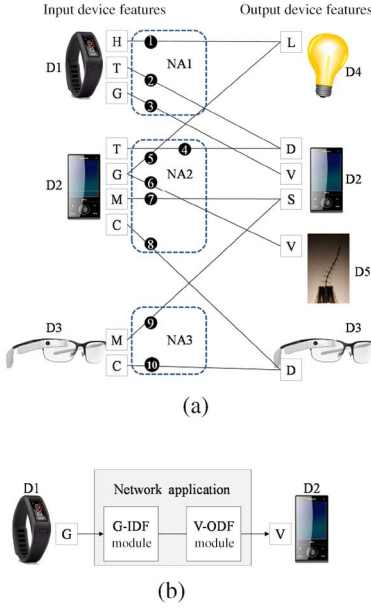 Input device features
Output device features
H
1
NA1
L
D1
T
2
D4
G
3
T
4
D
5
V
D2
G
6
NA2
S
D2
M
7
C
8
V
D5
9
D3
M
NA3
D3
C
10
D
(a)
D1
Network application
D2
G
G-IDF
module
V-ODF
module
V
(b)